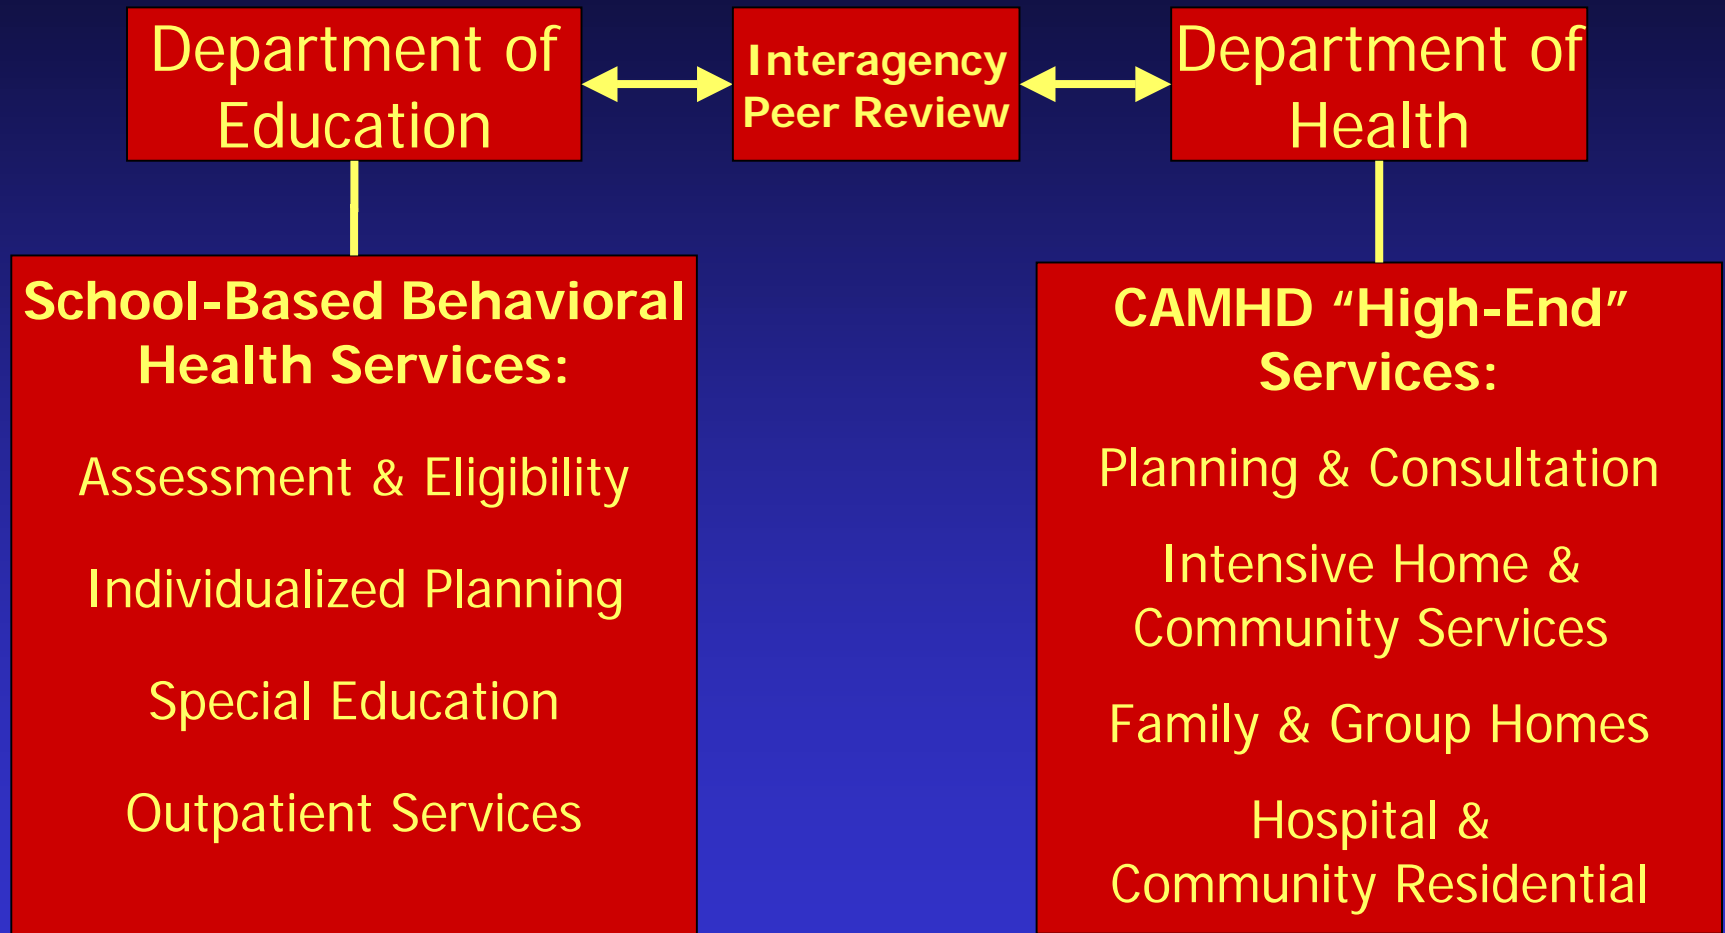 Department of
Education
Interagency
Peer Review
Department of
Health
School-Based Behavioral
Health Services:
Assessment & Eligibility
Individualized Planning
Special Education
Outpatient Services
CAMHD “High-End”
Services:
Planning & Consultation
Intensive Home &
Community Services
Family & Group Homes
Hospital &
Community Residential